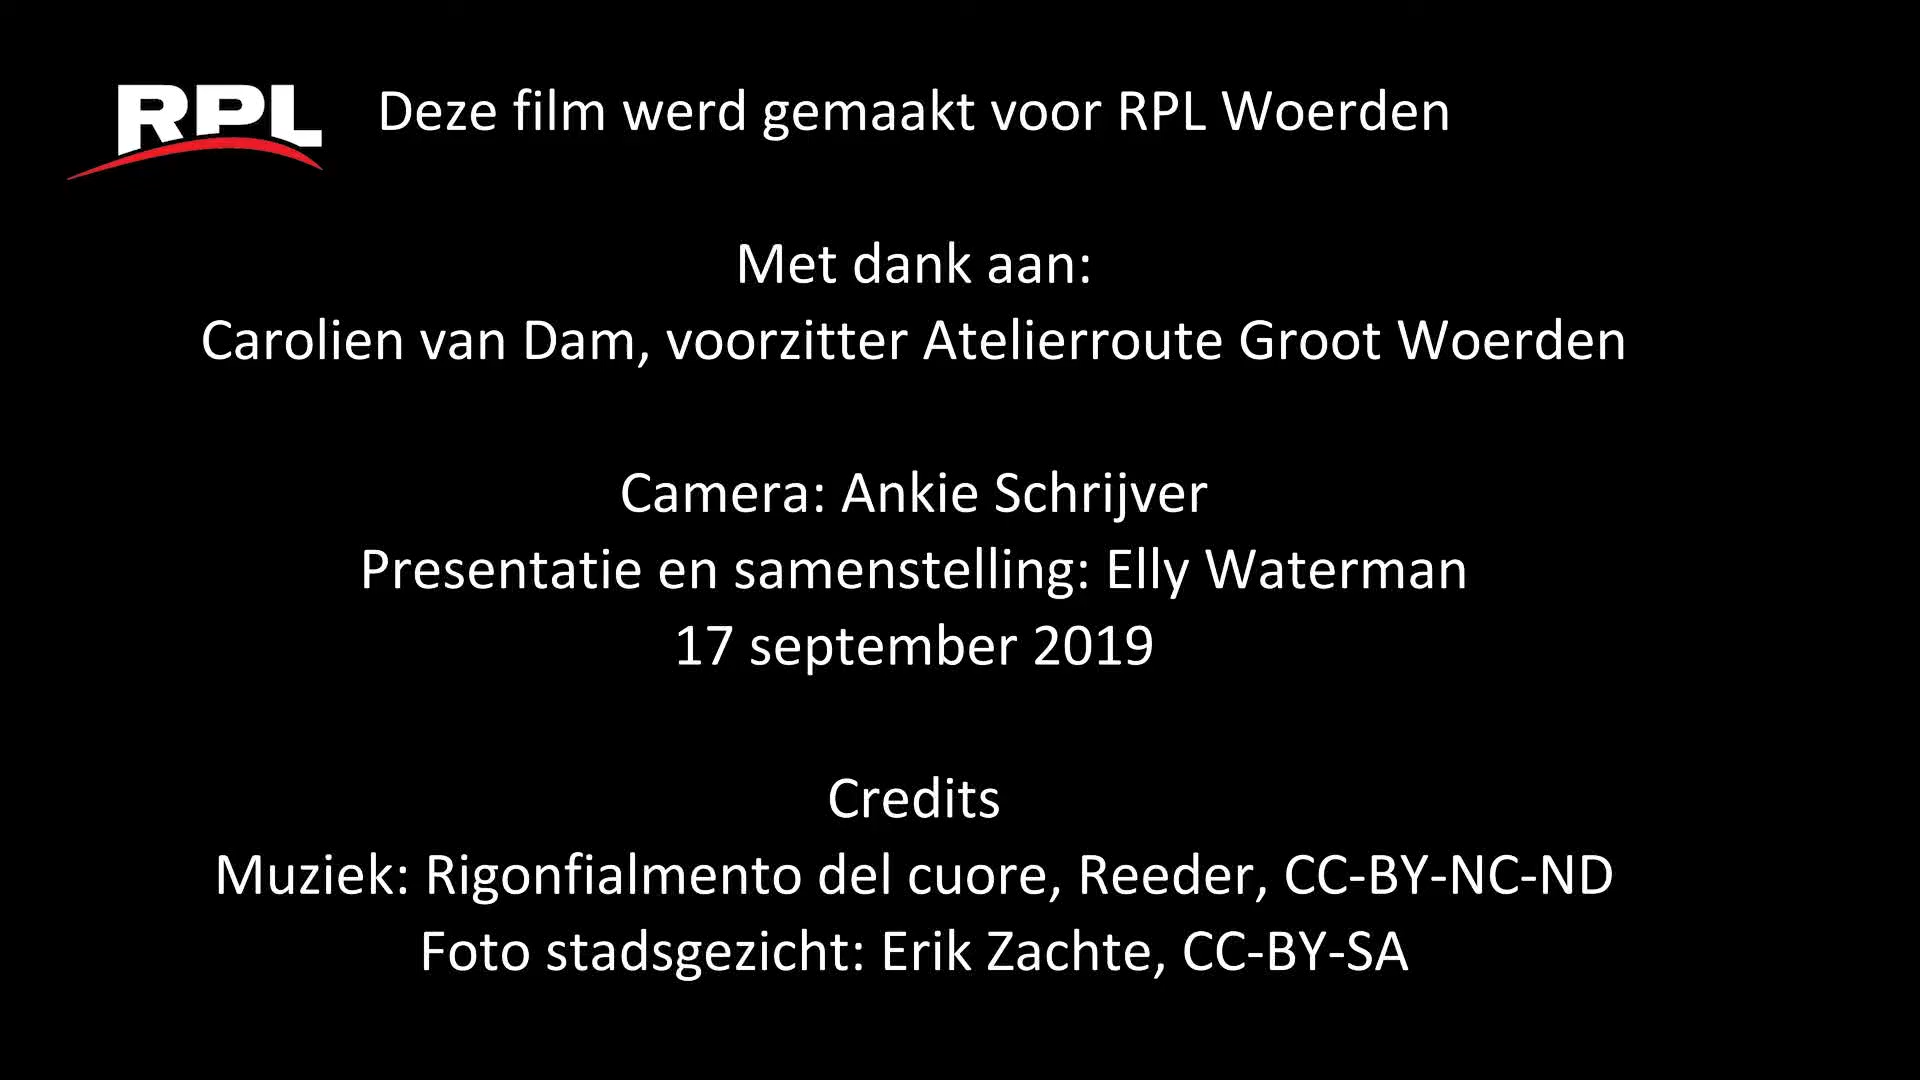 RPL
Deze film werd gemaakt voor RPL Woerden
Met dank aan:
Carolien van Dam, voorzitter Atelierroute Groot Woerden
Camera: Ankie Schrijver
Presentatie en samenstelling: Elly Waterman
17 september 2019
Credits
Muziek: Rigonfialmento del cuore, Reeder, CC-BY-NC-ND
Foto stadsgezicht: Erik Zachte, CC-BY-SA